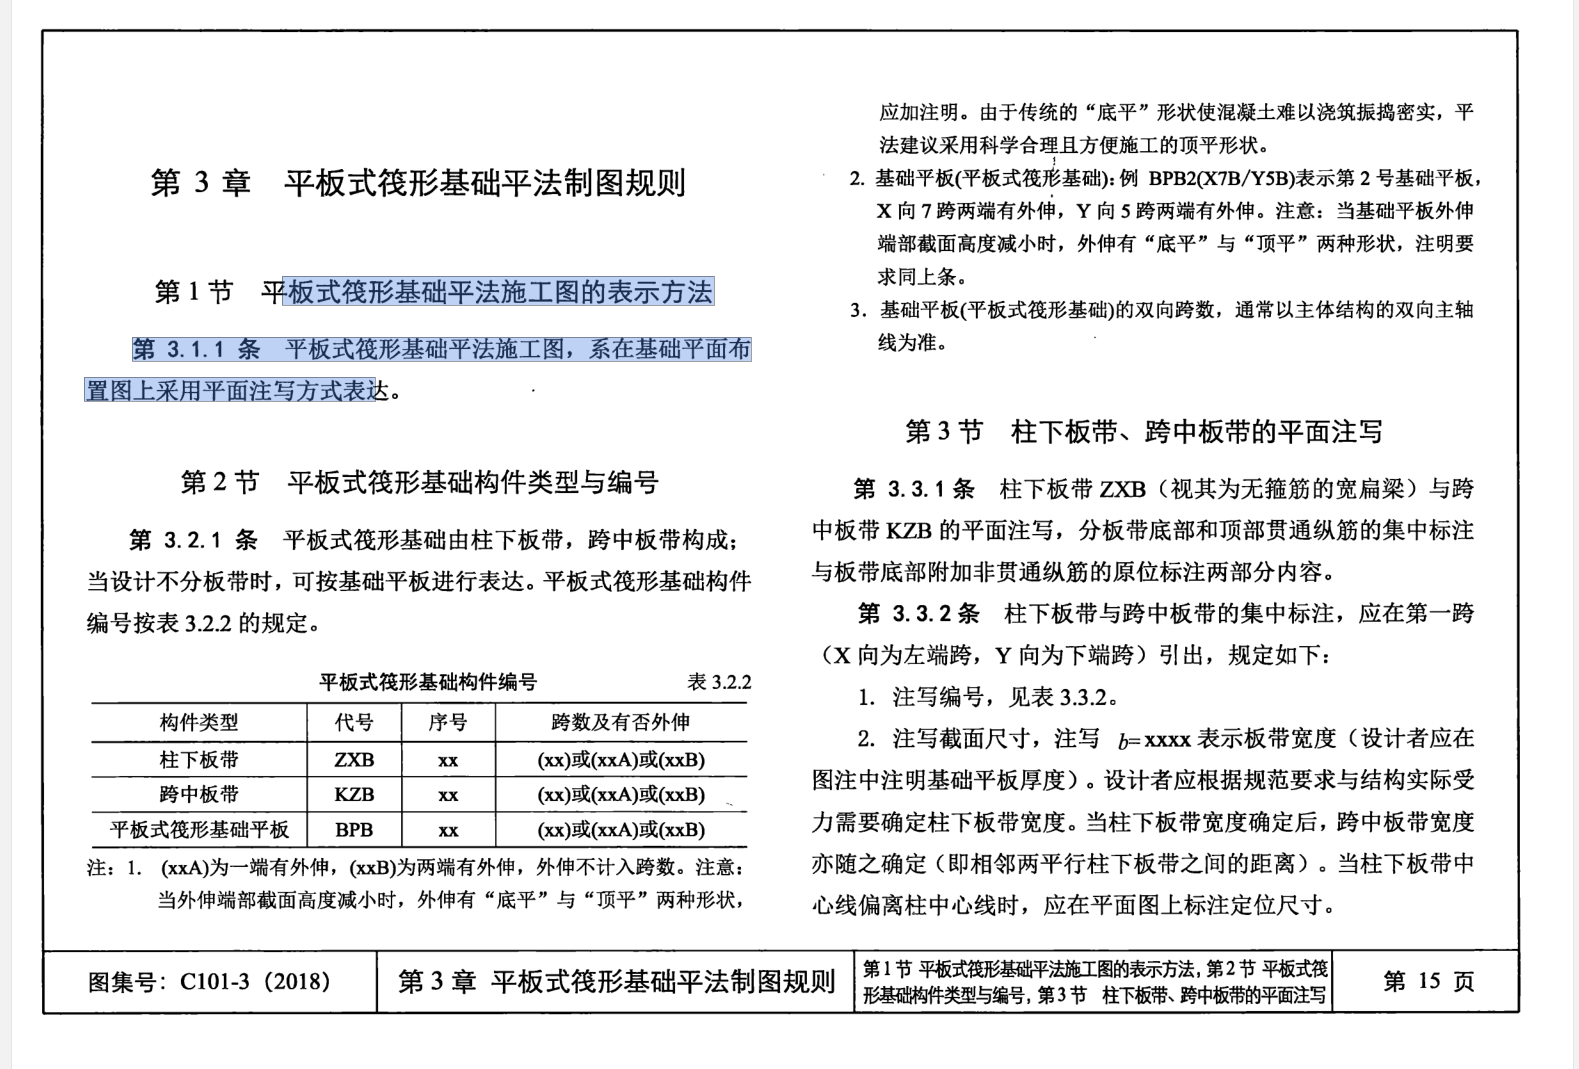 第 3 章　平板式筏形基础平法制图规则
第 1 节　平板式筏形基础平法施工图的表示方法
第 3.1.1 条　平板式筏形基础平法施工图，系在基础平面布
置图上采用平面注写方式表达。
第 2 节　平板式筏形基础构件类型与编号
第 3.2.1 条　平板式筏形基础由柱下板带，跨中板带构成；
当设计不分板带时，可按基础平板进行表达。平板式筏形基础构件
编号按表 3.2.2 的规定。
平板式筏形基础构件编号　表 3.2.2
构件类型　代号　序号　跨数及有否外伸
柱下板带　ZXB　xx　(xx)或(xxA)或(xxB)
跨中板带　KZB　xx　(xx)或(xxA)或(xxB)
平板式筏形基础平板　BPB　xx　(xx)或(xxA)或(xxB)
注：1. (xxA)为一端有外伸，(xxB)为两端有外伸，外伸不计入跨数。注意：
当外伸端部截面高度减小时，外伸有“底平”与“顶平”两种形状，
应加注明。由于传统的“底平”形状使混凝土难以浇筑振捣密实，平
法建议采用科学合理且方便施工的顶平形状。
2. 基础平板(平板式筏形基础)：例 BPB2(X7B/Y5B)表示第 2 号基础平板，
X 向 7 跨两端有外伸，Y 向 5 跨两端有外伸。注意：当基础平板外伸
端部截面高度减小时，外伸有“底平”与“顶平”两种形状，注明要
求同上条。
3. 基础平板(平板式筏形基础)的双向跨数，通常以主体结构的双向主轴
线为准。
第 3 节　柱下板带、跨中板带的平面注写
第 3.3.1 条　柱下板带 ZXB（视其为无箍筋的宽扁梁）与跨
中板带 KZB 的平面注写，分板带底部和顶部贯通纵筋的集中标注
与板带底部附加非贯通纵筋的原位标注两部分内容。
第 3.3.2 条　柱下板带与跨中板带的集中标注，应在第一跨
（X 向为左端跨，Y 向为下端跨）引出，规定如下：
1. 注写编号，见表 3.3.2。
2. 注写截面尺寸，注写 b=xxxx 表示板带宽度（设计者应在
图注中注明基础平板厚度）。设计者应根据规范要求与结构实际受
力需要确定柱下板带宽度。当柱下板带宽度确定后，跨中板带宽度
亦随之确定（即相邻两平行柱下板带之间的距离）。当柱下板带中
心线偏离柱中心线时，应在平面图上标注定位尺寸。
图集号：C101-3（2018）
第 3 章 平板式筏形基础平法制图规则
第 1 节 平板式筏形基础平法施工图的表示方法，第 2 节 平板式筏
形基础构件类型与编号，第 3 节　柱下板带、跨中板带的平面注写
第 15 页